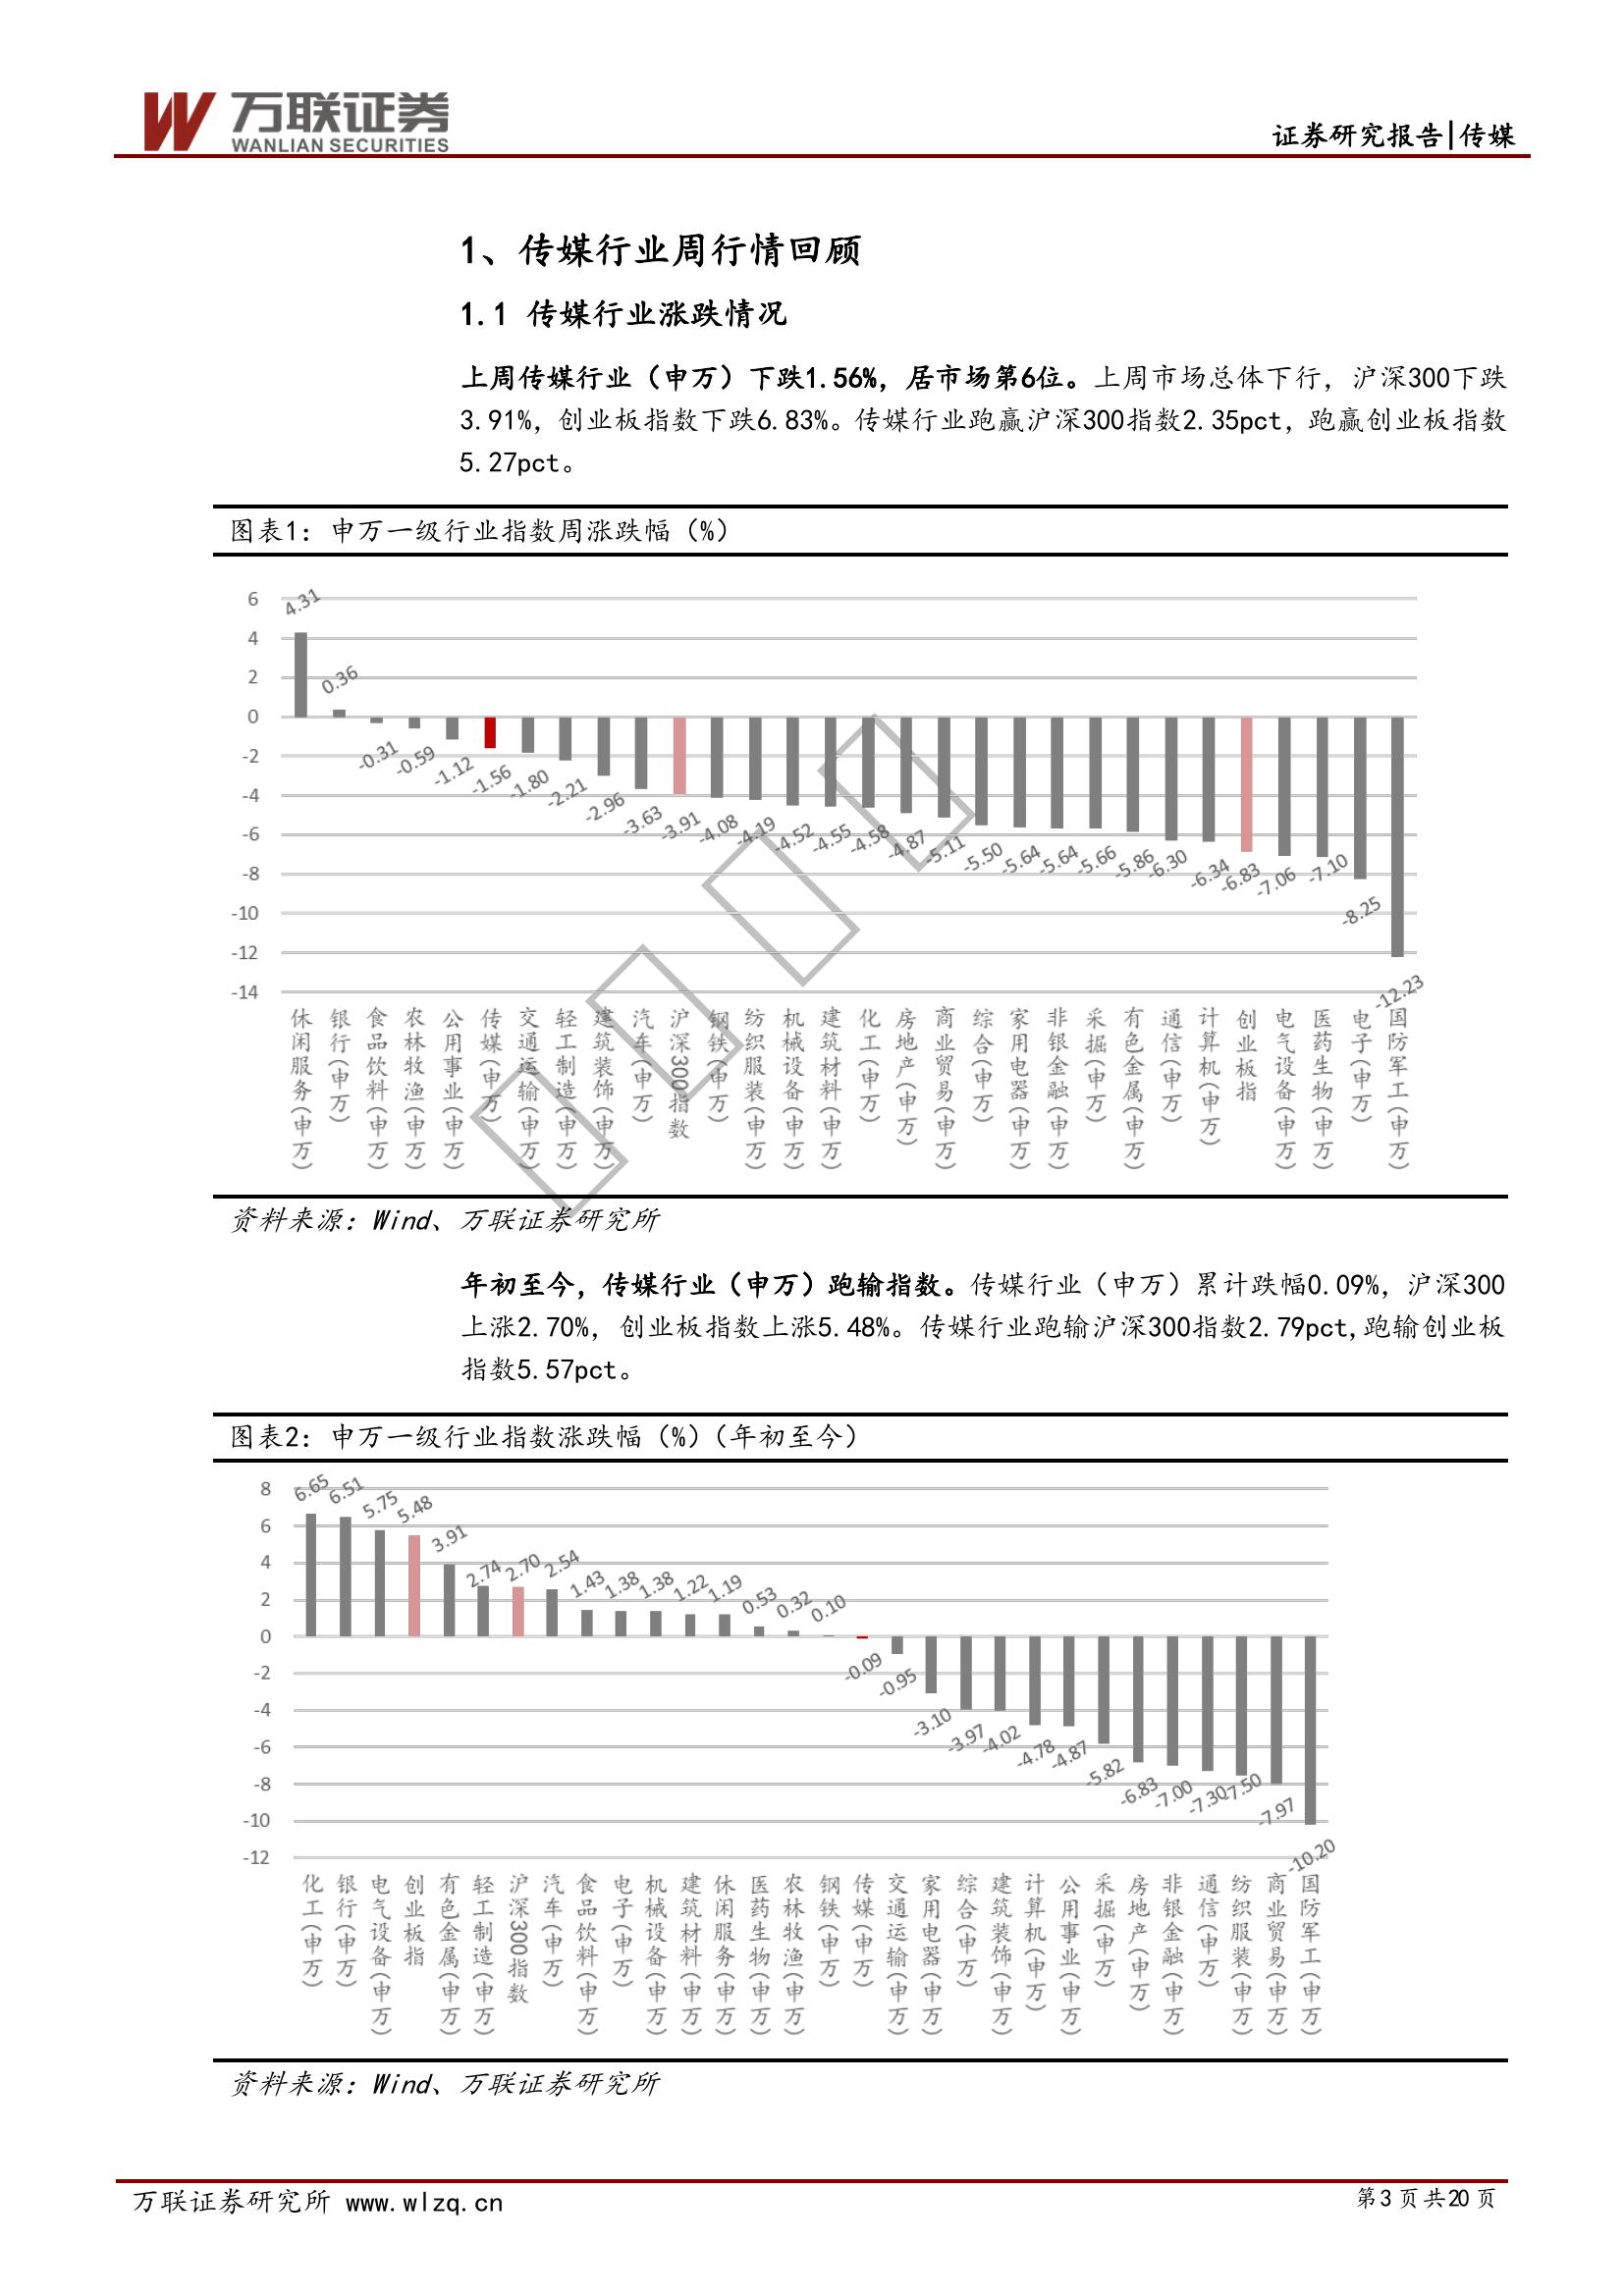 万联证券
WANLIAN SECURITIES
证券研究报告|传媒
1、传媒行业周行情回顾
1.1 传媒行业涨跌情况
上周传媒行业（申万）下跌1.56%，居市场第6位。上周市场总体下行，沪深300下跌
3.91%，创业板指数下跌6.83%。传媒行业跑赢沪深300指数2.35pct，跑赢创业板指数
5.27pct。
图表1：申万一级行业指数周涨跌幅（%）
6
4
2
0
-2
-4
-6
-8
-10
-12
-14
4.31
0.36
-0.31
-0.59
-1.12
-1.56
-1.80
-2.21
-2.96
-3.63
-3.91
-4.08
-4.19
-4.52
-4.55
-4.58
-4.87
-5.11
-5.50
-5.64
-5.64
-5.66
-5.86
-6.30
-6.34
-6.83
-7.06
-7.10
-8.25
-12.23
休闲服务(申万)
银行(申万)
食品饮料(申万)
农林牧渔(申万)
公用事业(申万)
传媒(申万)
交通运输(申万)
轻工制造(申万)
建筑装饰(申万)
汽车(申万)
沪深300指数
钢铁(申万)
纺织服装(申万)
机械设备(申万)
建筑材料(申万)
化工(申万)
房地产(申万)
商业贸易(申万)
综合(申万)
家用电器(申万)
非银金融(申万)
采掘(申万)
有色金属(申万)
通信(申万)
计算机(申万)
创业板指
电气设备(申万)
医药生物(申万)
电子(申万)
国防军工(申万)
资料来源：Wind、万联证券研究所
年初至今，传媒行业（申万）跑输指数。传媒行业（申万）累计跌幅0.09%，沪深300
上涨2.70%，创业板指数上涨5.48%。传媒行业跑输沪深300指数2.79pct,跑输创业板
指数5.57pct。
图表2：申万一级行业指数涨跌幅（%）（年初至今）
8
6
4
2
0
-2
-4
-6
-8
-10
-12
6.65
6.51
5.75
5.48
3.91
2.74
2.70
2.54
1.43
1.38
1.38
1.22
1.19
0.53
0.32
0.10
-0.09
-0.95
-3.10
-3.97
-4.02
-4.78
-4.87
-5.82
-6.83
-7.00
-7.30
-7.50
-7.97
-10.20
化工(申万)
银行(申万)
电气设备(申万)
创业板指
有色金属(申万)
轻工制造(申万)
沪深300指数
汽车(申万)
食品饮料(申万)
电子(申万)
机械设备(申万)
建筑材料(申万)
休闲服务(申万)
医药生物(申万)
农林牧渔(申万)
钢铁(申万)
传媒(申万)
交通运输(申万)
家用电器(申万)
综合(申万)
建筑装饰(申万)
计算机(申万)
公用事业(申万)
采掘(申万)
房地产(申万)
非银金融(申万)
通信(申万)
纺织服装(申万)
商业贸易(申万)
国防军工(申万)
资料来源：Wind、万联证券研究所
万联证券研究所 www.wlzq.cn
第3页共20页